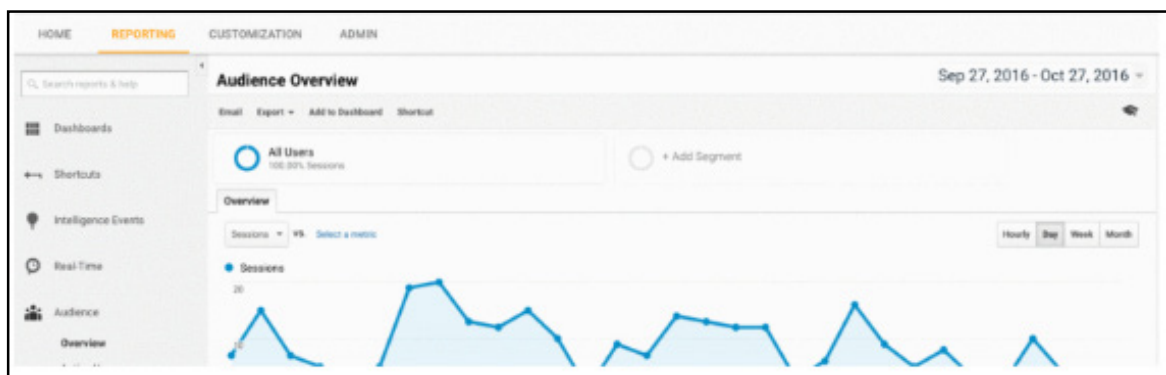 HOME REPORTING CUSTOMIZATION ADMIN
Search reports & help
Audience Overview
Sep 27, 2016 - Oct 27, 2016
Email Export Add to Dashboard Shortcut
Dashboards
All Users
100.00% Sessions
+ Add Segment
Shortcuts
Overview
Intelligence Events
Sessions VS. Select a metric
Hourly Day Week Month
Real-Time
Sessions
20
Audience
10
Overview